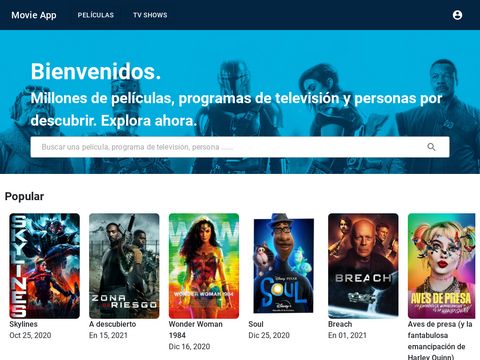 Movie App PELÍCULAS TV SHOWS
Bienvenidos.
Millones de películas, programas de televisión y personas por
descubrir. Explora ahora.
Buscar una película, programa de televisión, persona ......
Popular
SKYLINES
ZONA
RIESGO
WONDER WOMAN 1984
DISNEY PIXAR
SOUL
Disney+
BREACH
AVES DE PRESA
Skylines
Oct 25, 2020
A descubierto
En 15, 2021
Wonder Woman
1984
Dic 16, 2020
Soul
Dic 25, 2020
Breach
En 01, 2021
Aves de presa (y la
fantabulosa
emancipación de
Harley Quinn)